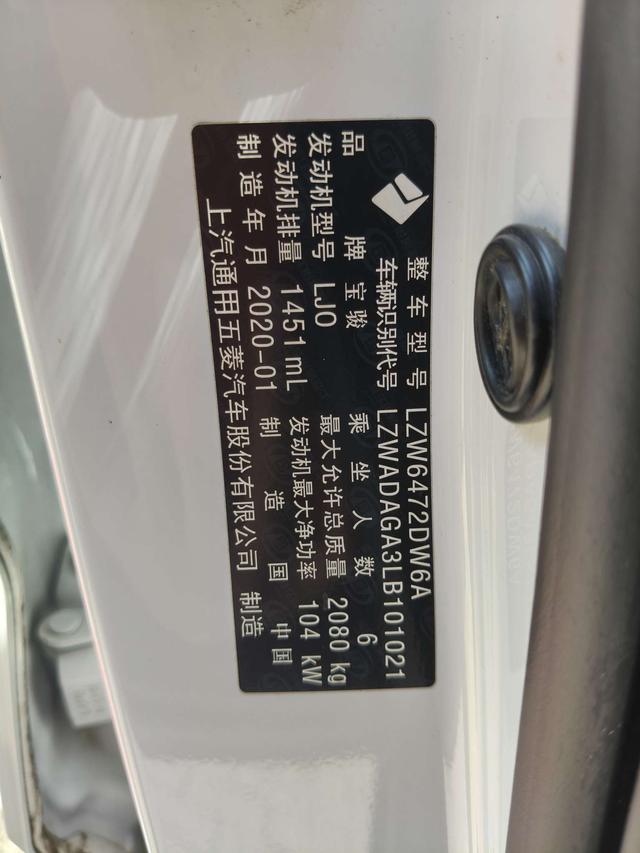 整车型号 LZW6472DW6A
车辆识别代号 LZWADAGA3LB101021
品牌 宝骏 乘坐人数 6
发动机型号 LJO 最大允许总质量 2080 kg
发动机排量 1451 mL 发动机最大净功率 104 kW
制造年月 2020-01 制造国 中国
上汽通用五菱汽车股份有限公司 制造